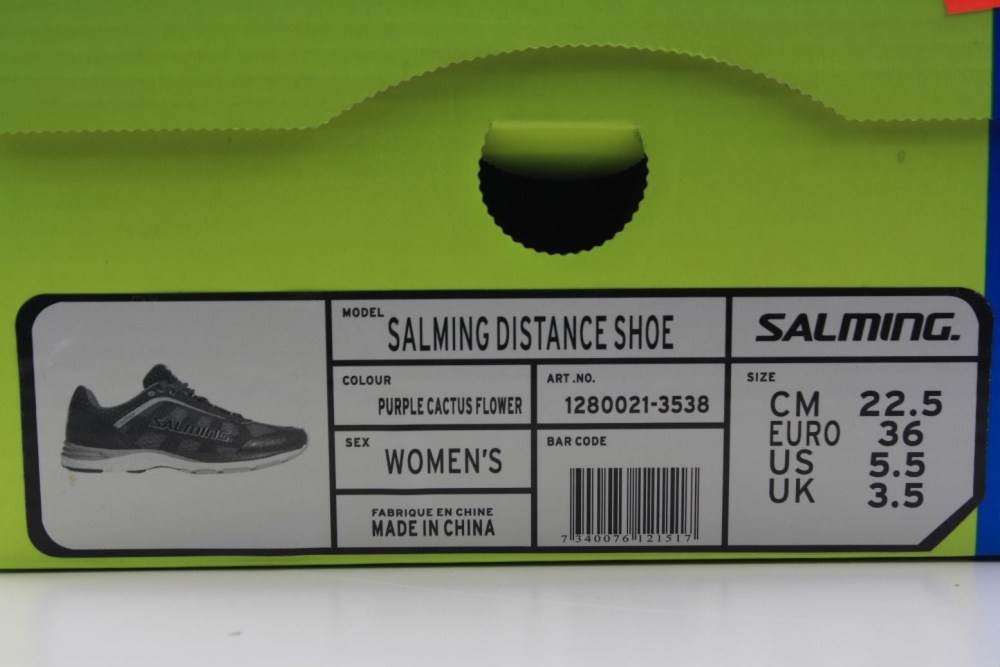 SALMING
MODEL
SALMING DISTANCE SHOE
SALMING.
COLOUR
PURPLE CACTUS FLOWER
ART.NO.
1280021-3538
SEX
WOMEN'S
FABRIQUE EN CHINE
MADE IN CHINA
BAR CODE
7 340076 121517
SIZE
CM 22.5
EURO 36
US 5.5
UK 3.5